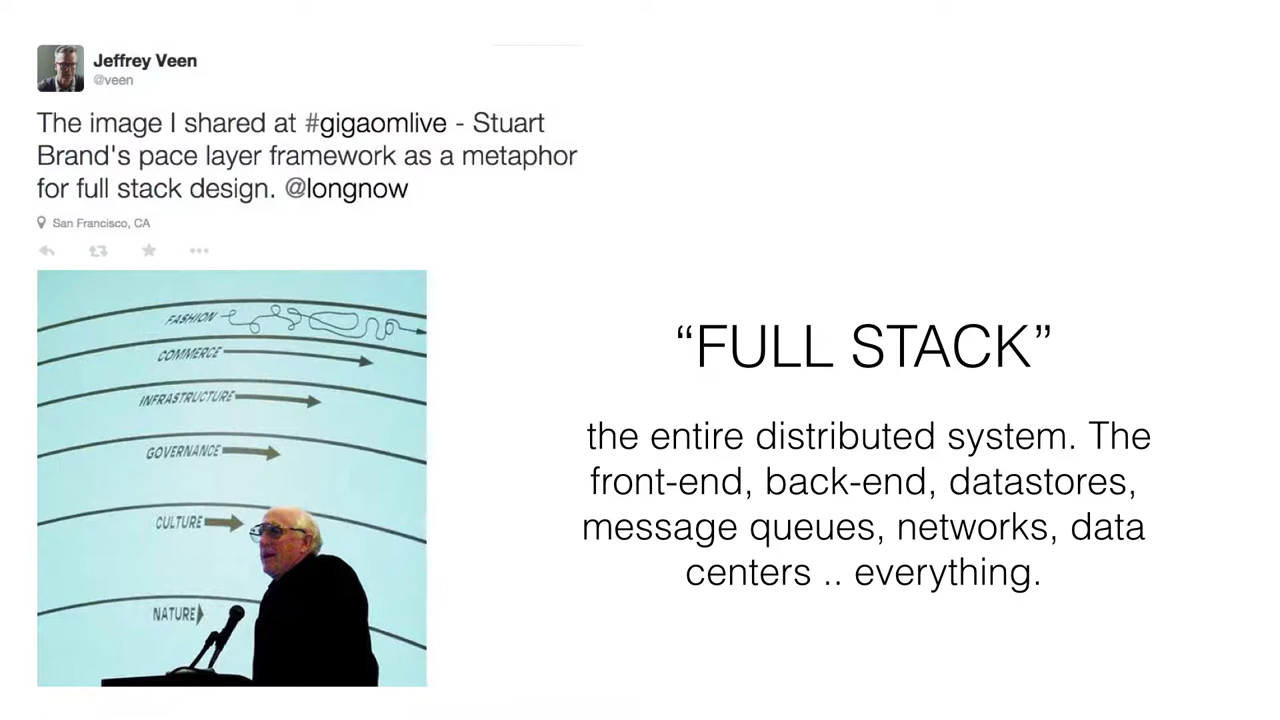 Jeffrey Veen
@veen
The image I shared at #gigaomlive - Stuart
Brand's pace layer framework as a metaphor
for full stack design. @longnow
San Francisco, CA
FASHION
COMMERCE
INFRASTRUCTURE
GOVERNANCE
CULTURE
NATURE
“FULL STACK”
the entire distributed system. The
front-end, back-end, datastores,
message queues, networks, data
centers .. everything.